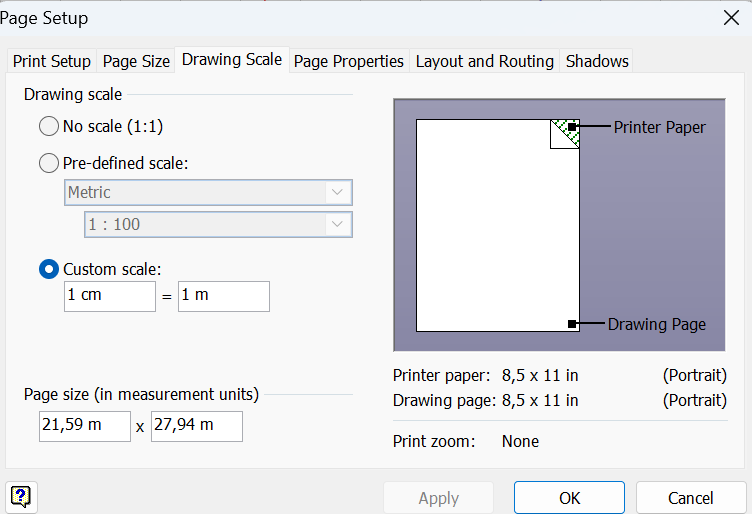 Page Setup
Print Setup Page Size Drawing Scale Page Properties Layout and Routing Shadows
Drawing scale
No scale (1:1)
Pre-defined scale:
Metric
1 : 100
Custom scale:
1 cm = 1 m
Page size (in measurement units)
21,59 m x 27,94 m
Printer Paper
Drawing Page
Printer paper: 8,5 x 11 in (Portrait)
Drawing page: 8,5 x 11 in (Portrait)
Print zoom: None
?
Apply OK Cancel